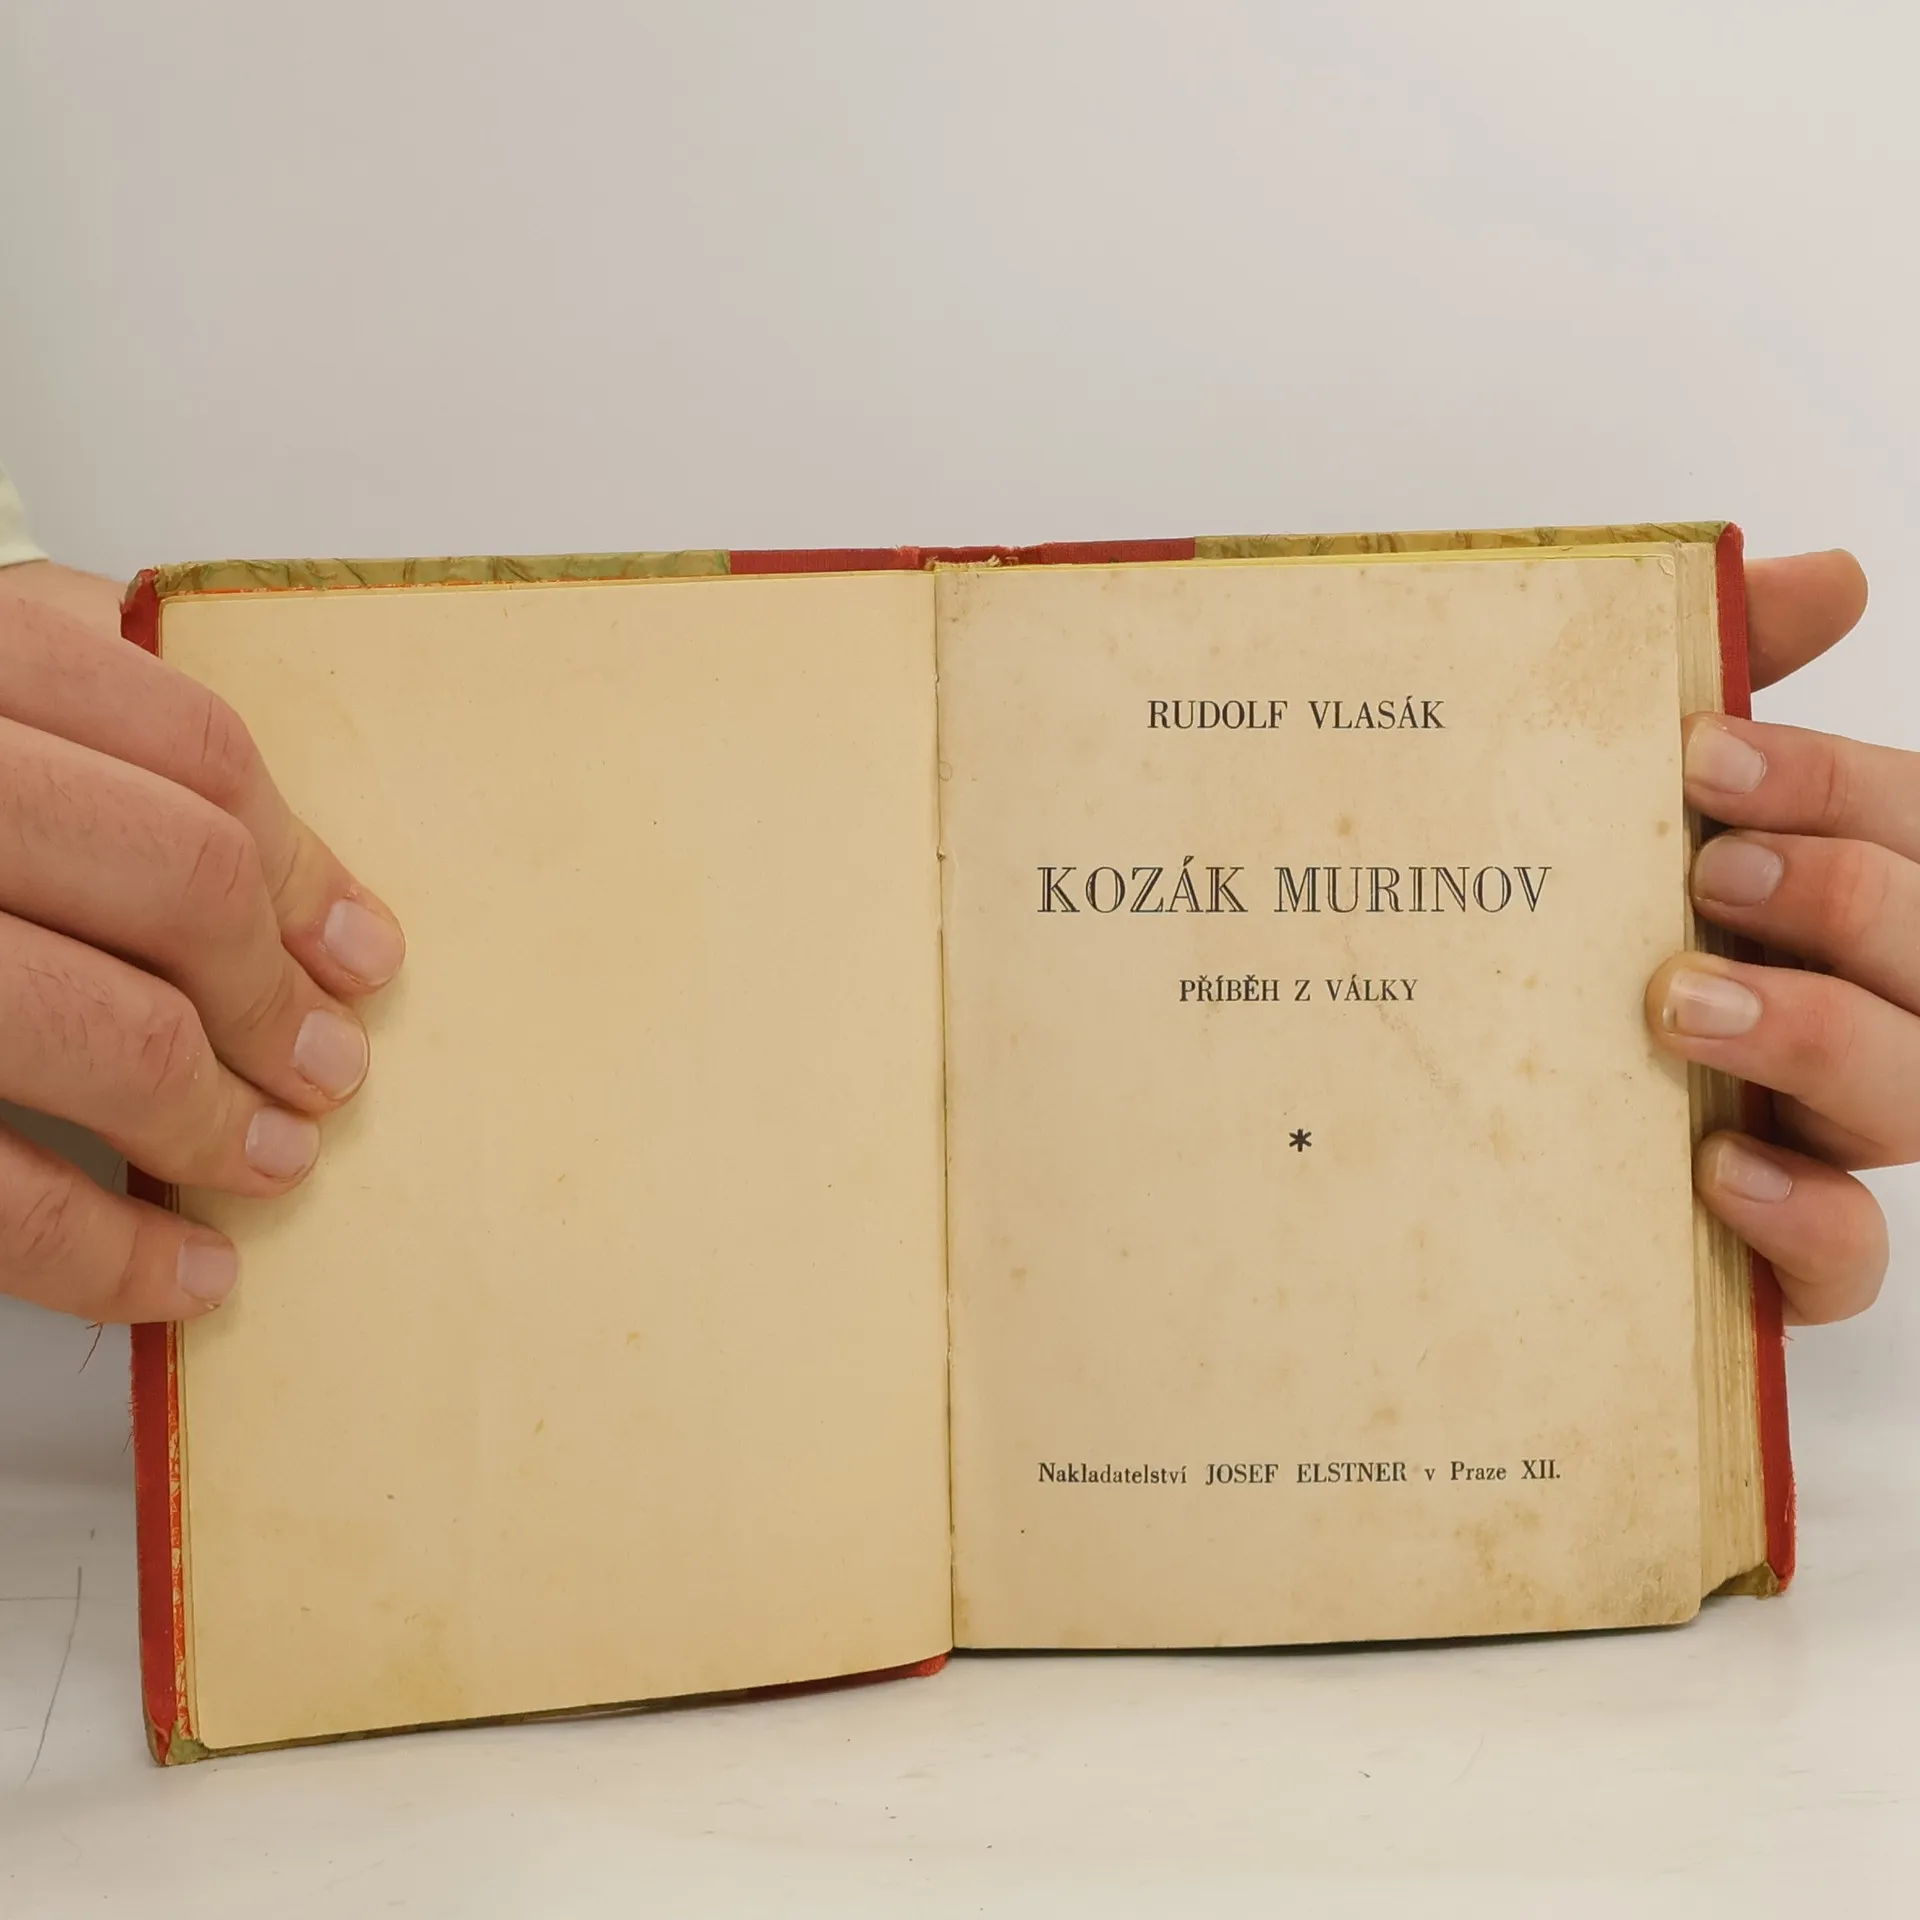 RUDOLF VLASÁK
KOZÁK MURINOV
PŘÍBĚH Z VÁLKY
*
Nakladatelství JOSEF ELSTNER v Praze XII.